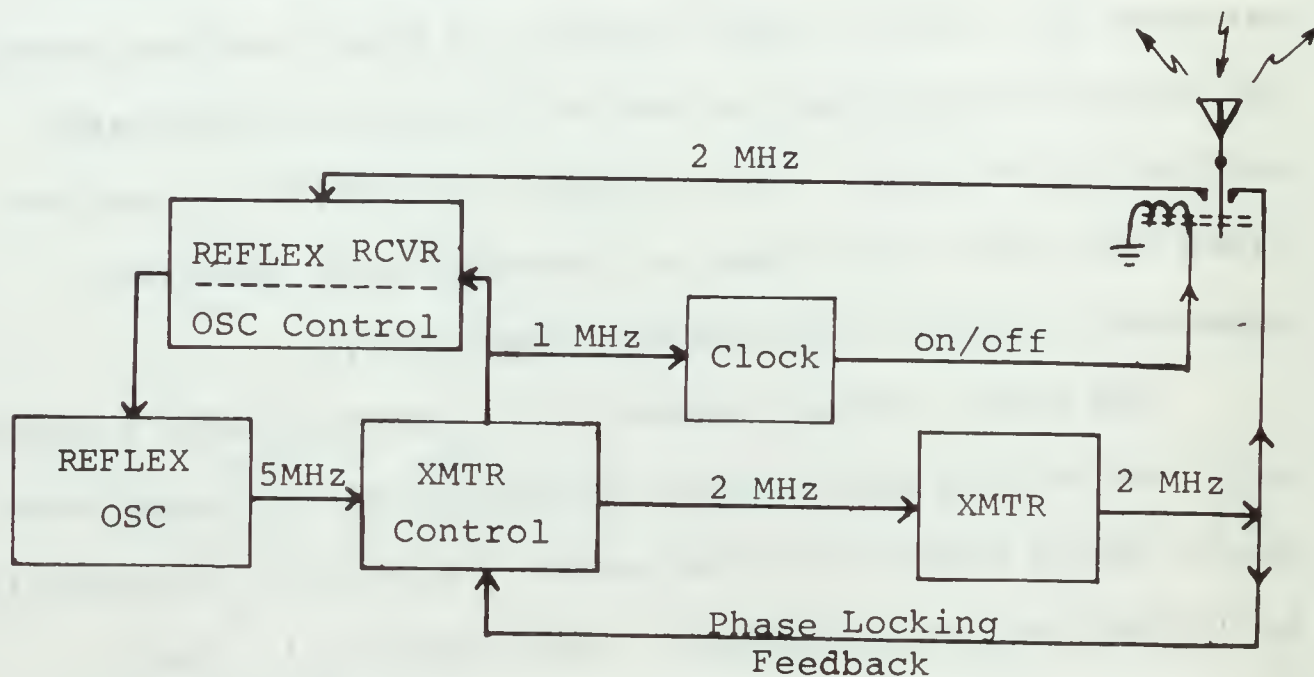 2 MHz
REFLEX RCVR
OSC Control
1 MHz
Clock
on/off
REFLEX
OSC
5MHz
XMTR
Control
2 MHz
XMTR
2 MHz
Phase Locking
Feedback